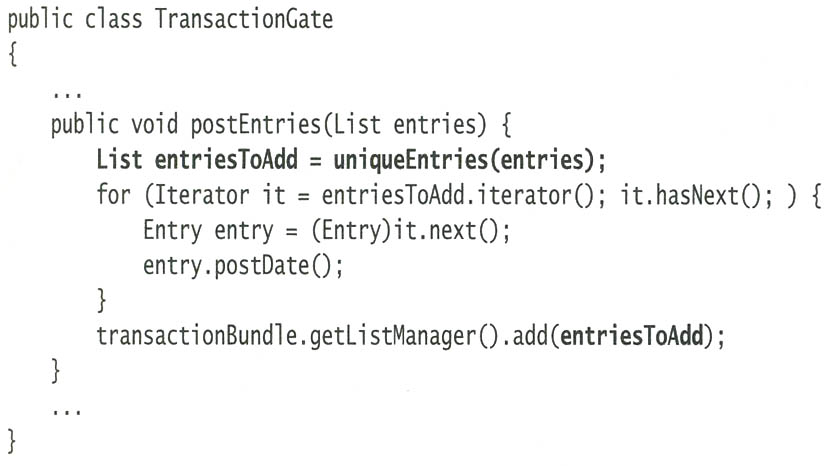 public class TransactionGate
{
...
public void postEntries(List entries) {
List entriesToAdd = uniqueEntries(entries);
for (Iterator it = entriesToAdd.iterator(); it.hasNext(); ) {
Entry entry = (Entry)it.next();
entry.postDate();
}
transactionBundle.getListManager().add(entriesToAdd);
}
...
}